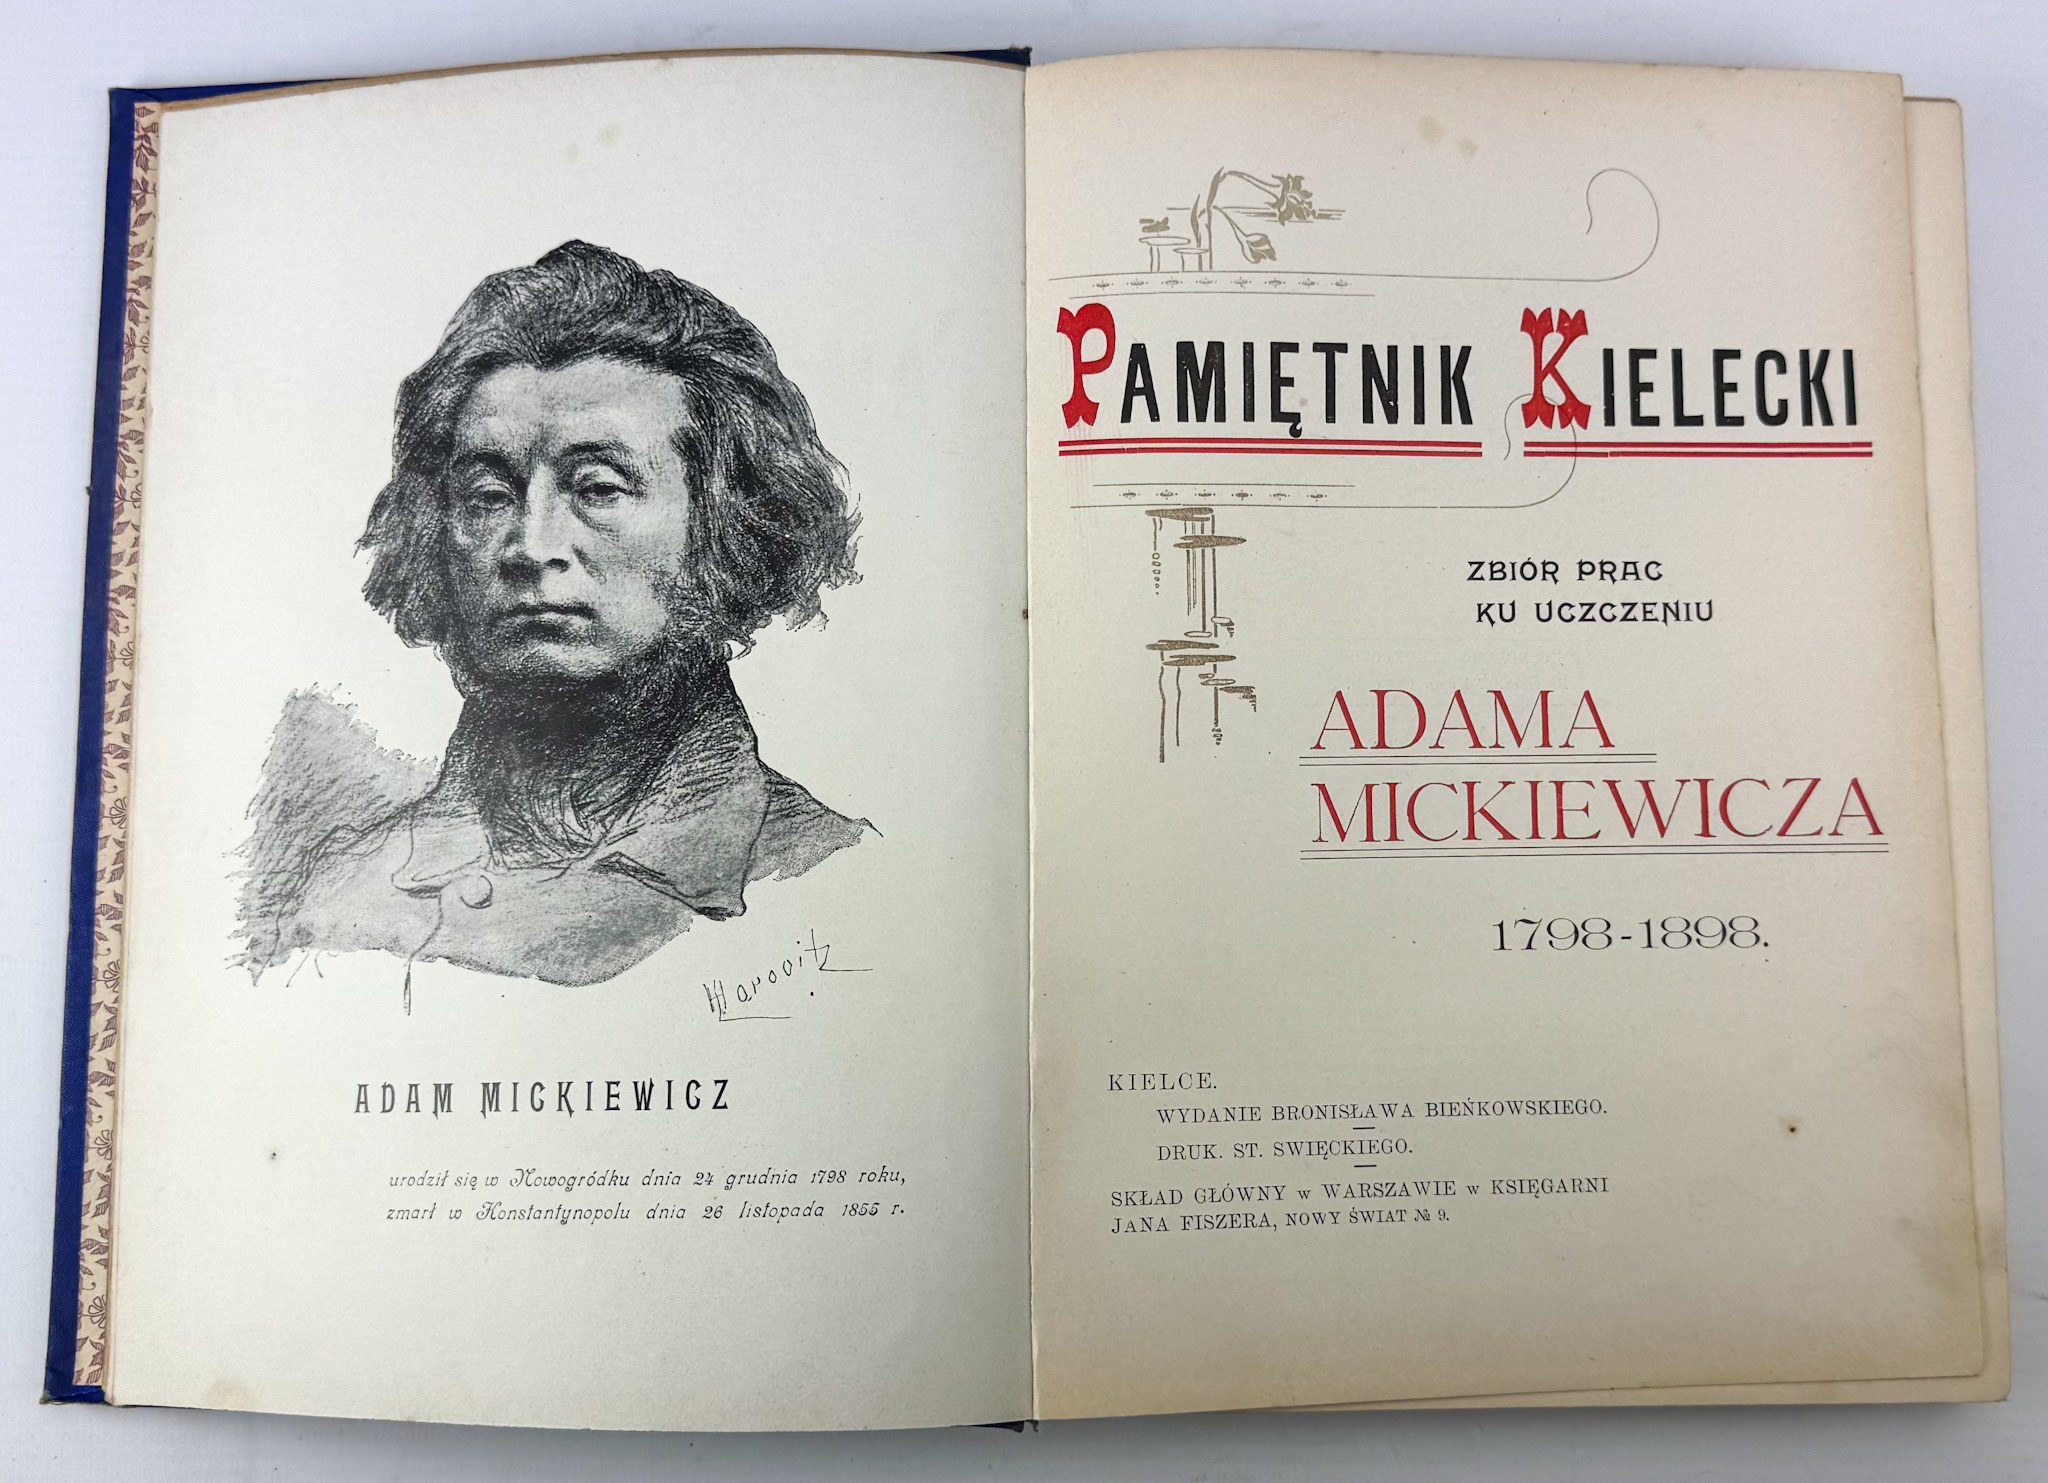 ADAM MICKIEWICZ
urodził się w Nowogródku dnia 24 grudnia 1798 roku,
zmarł w Konstantynopolu dnia 26 listopada 1855 r.
PAMIĘTNIK KIELECKI
ZBIÓR PRAC
KU UCZCZENIU
ADAMA
MICKIEWICZA
1798-1898.
KIELCE.
WYDANIE BRONISŁAWA BIEŃKOWSKIEGO.
DRUK. ST. SWIĘCKIEGO.
SKŁAD GŁÓWNY w WARSZAWIE w KSIĘGARNI
JANA FISZERA, NOWY ŚWIAT № 9.